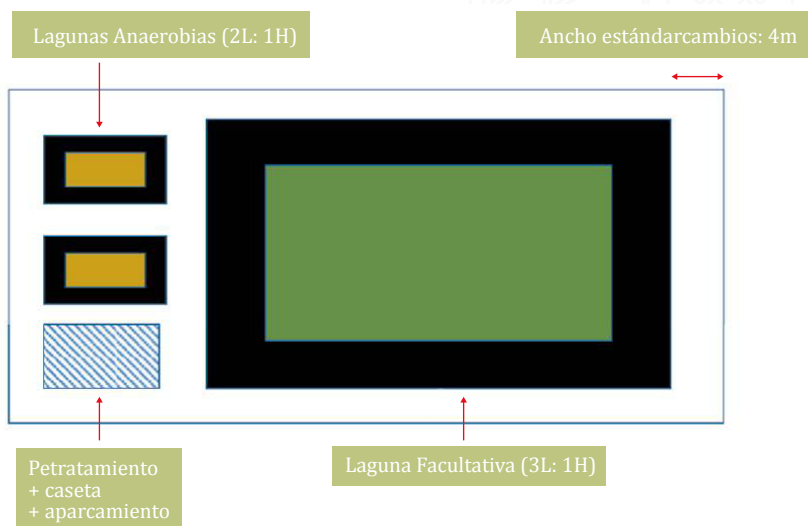 Lagunas Anaerobias (2L: 1H)
Ancho estándarcambios: 4m
Petratamiento
+ caseta
+ aparcamiento
Laguna Facultativa (3L: 1H)